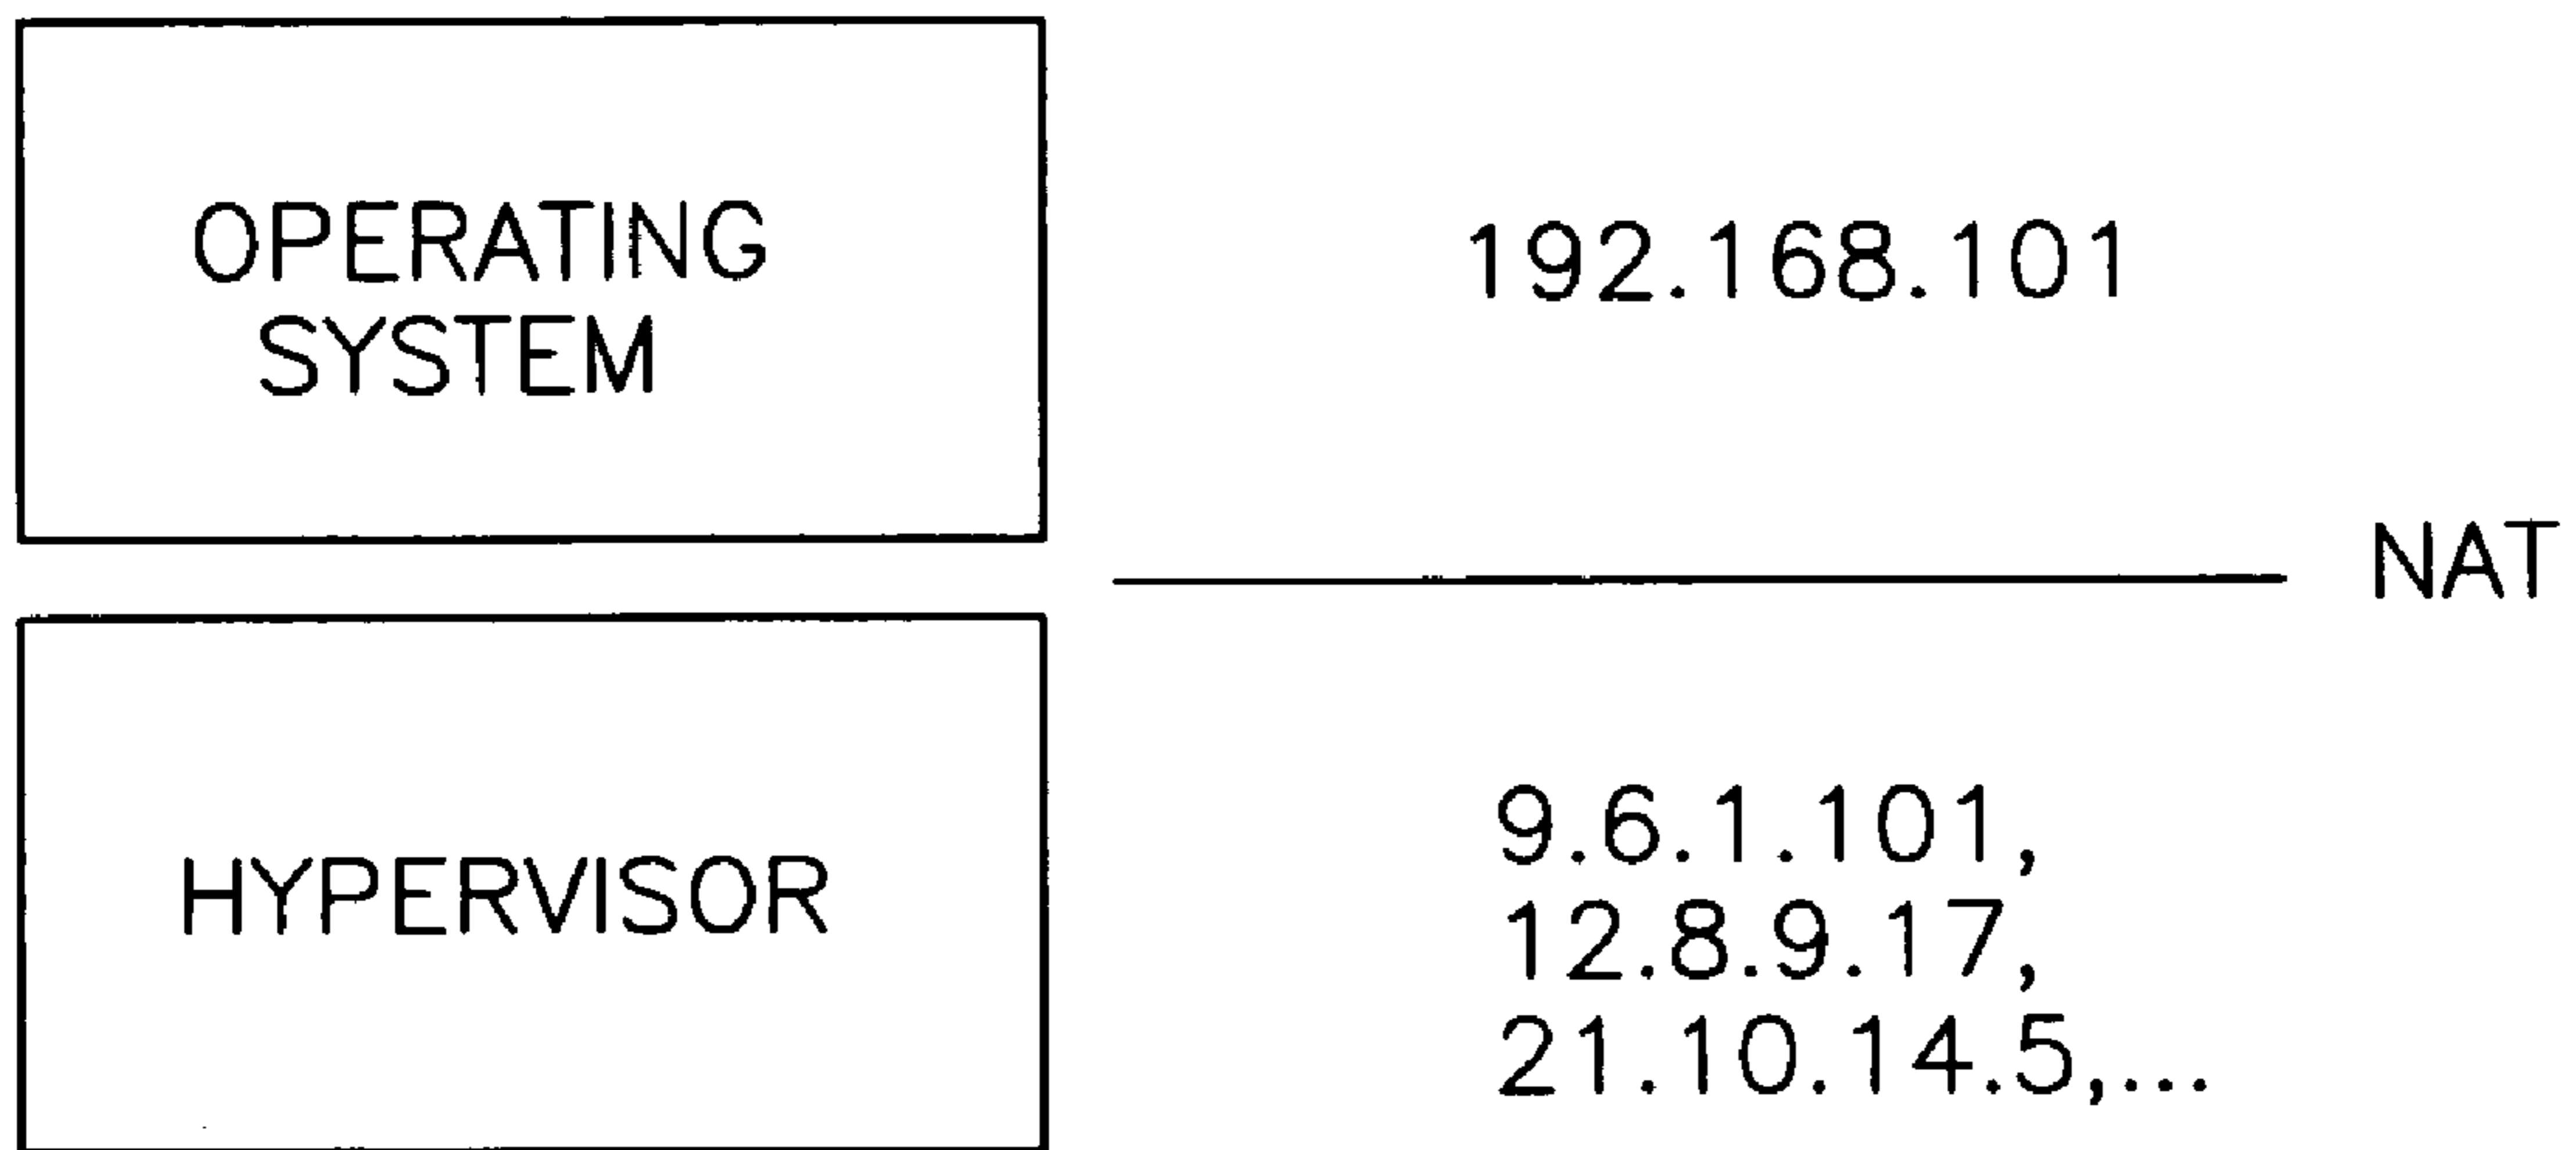 OPERATING
SYSTEM
192.168.101
NAT
HYPERVISOR
9.6.1.101,
12.8.9.17,
21.10.14.5,...